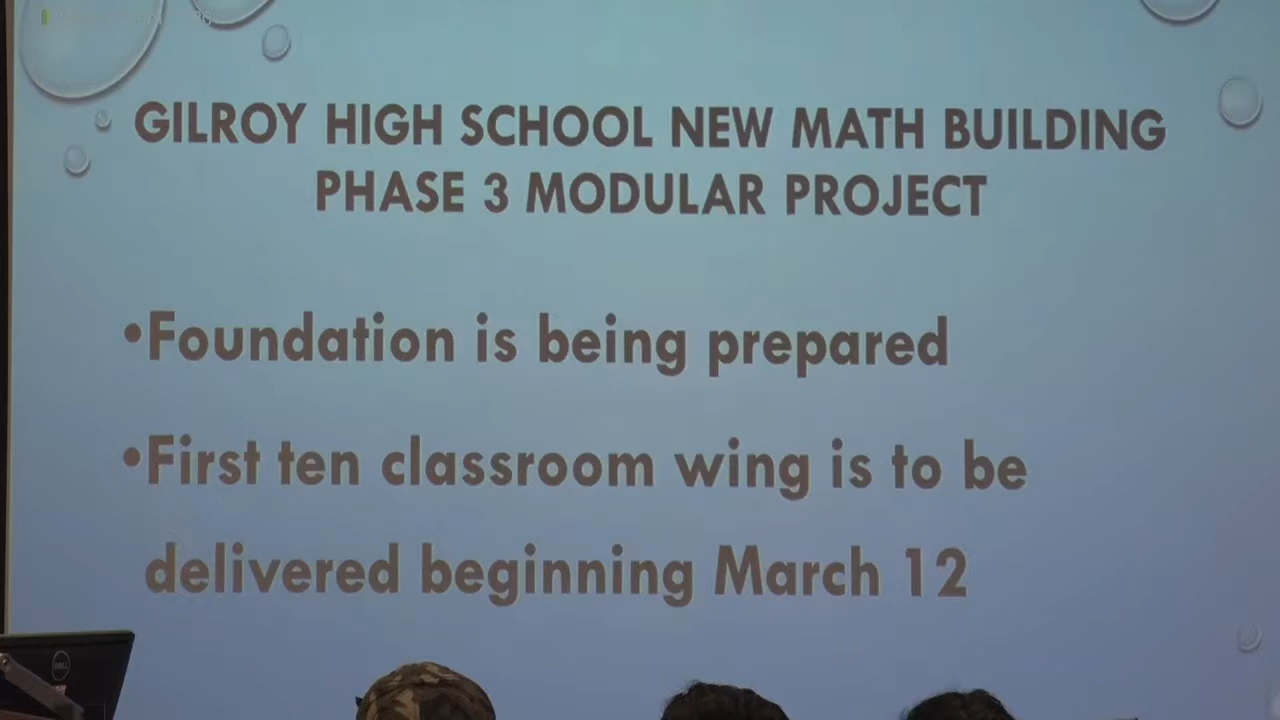 GILROY HIGH SCHOOL NEW MATH BUILDING
PHASE 3 MODULAR PROJECT
•Foundation is being prepared
•First ten classroom wing is to be
delivered beginning March 12
DELL